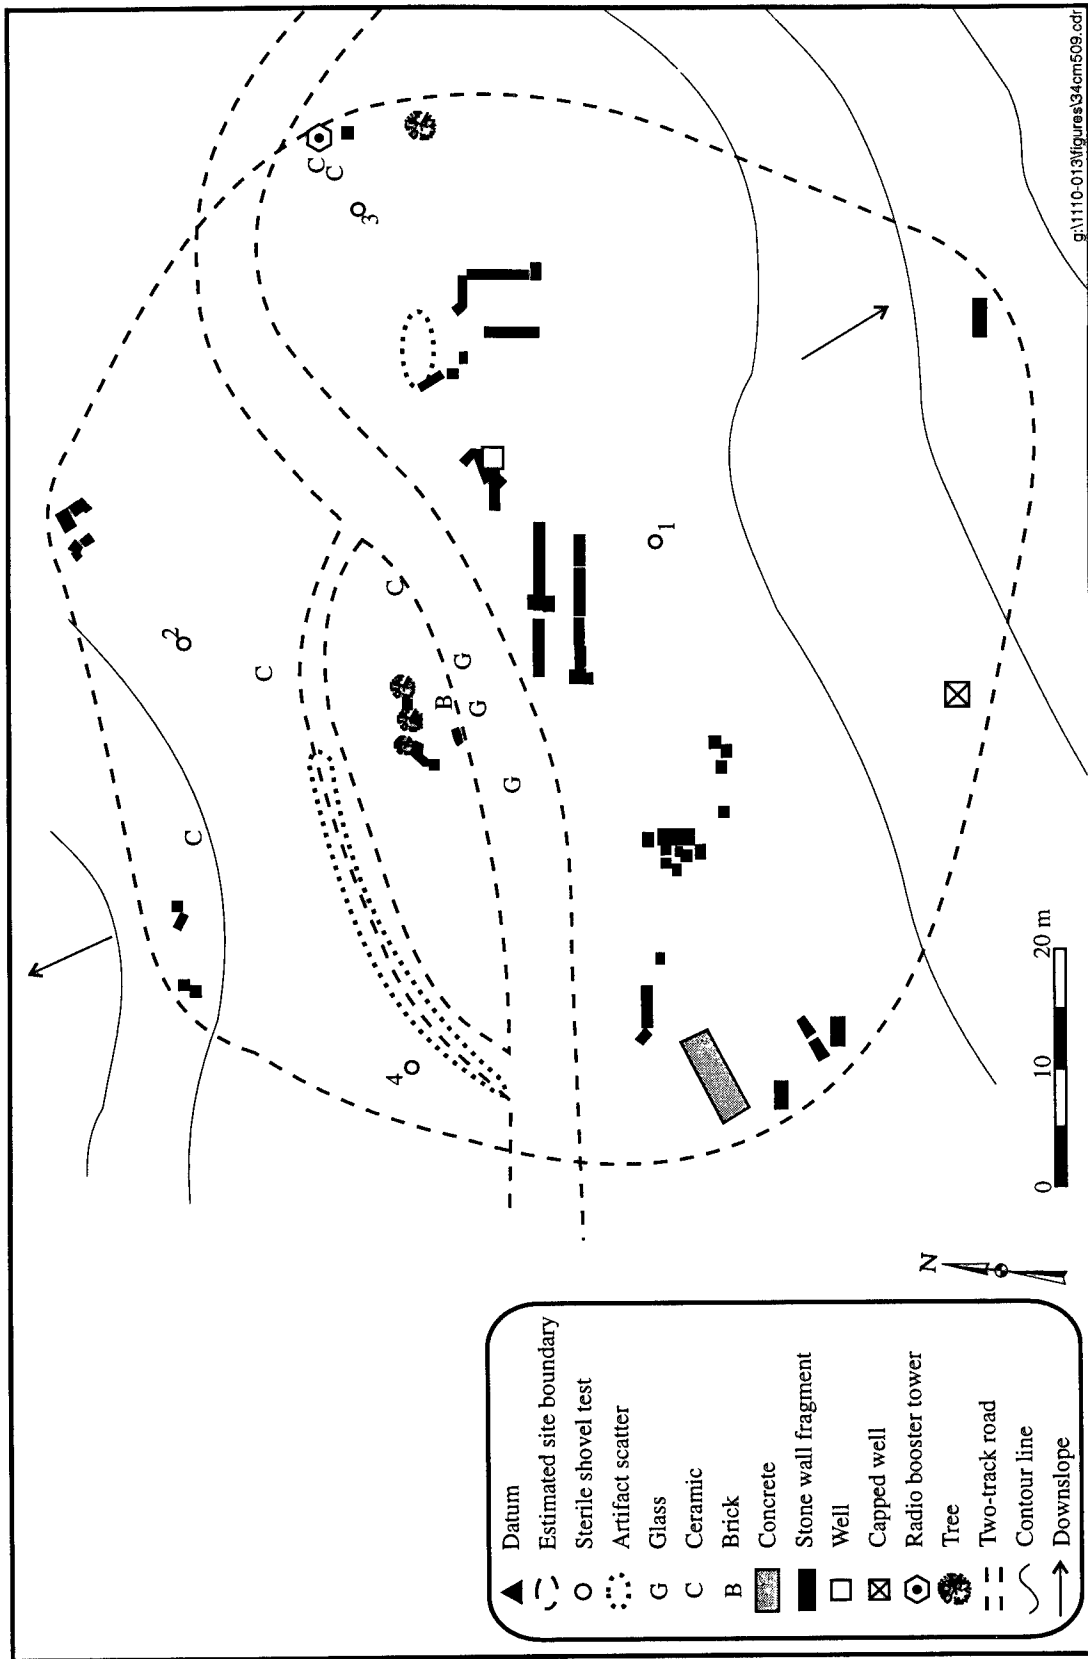 Datum
Estimated site boundary
Sterile shovel test
Artifact scatter
G Glass
C Ceramic
B Brick
Concrete
Stone wall fragment
Well
Capped well
Radio booster tower
Tree
Two-track road
Contour line
Downslope
N
0 10 20 m
C
C
C
C
C
G
G
G
B
1
2
3
4
g:\1110-013\figures\34cm509.cdr